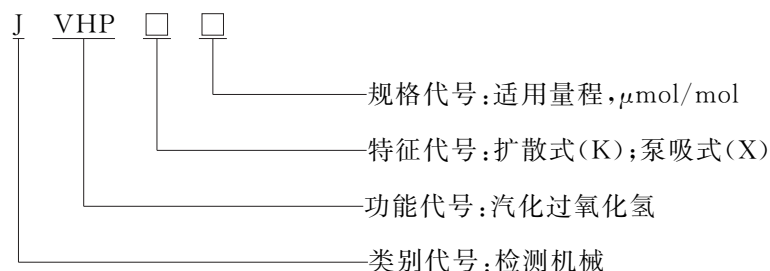 J VHP □ □
规格代号:适用量程,μmol/mol
特征代号:扩散式(K);泵吸式(X)
功能代号:汽化过氧化氢
类别代号:检测机械